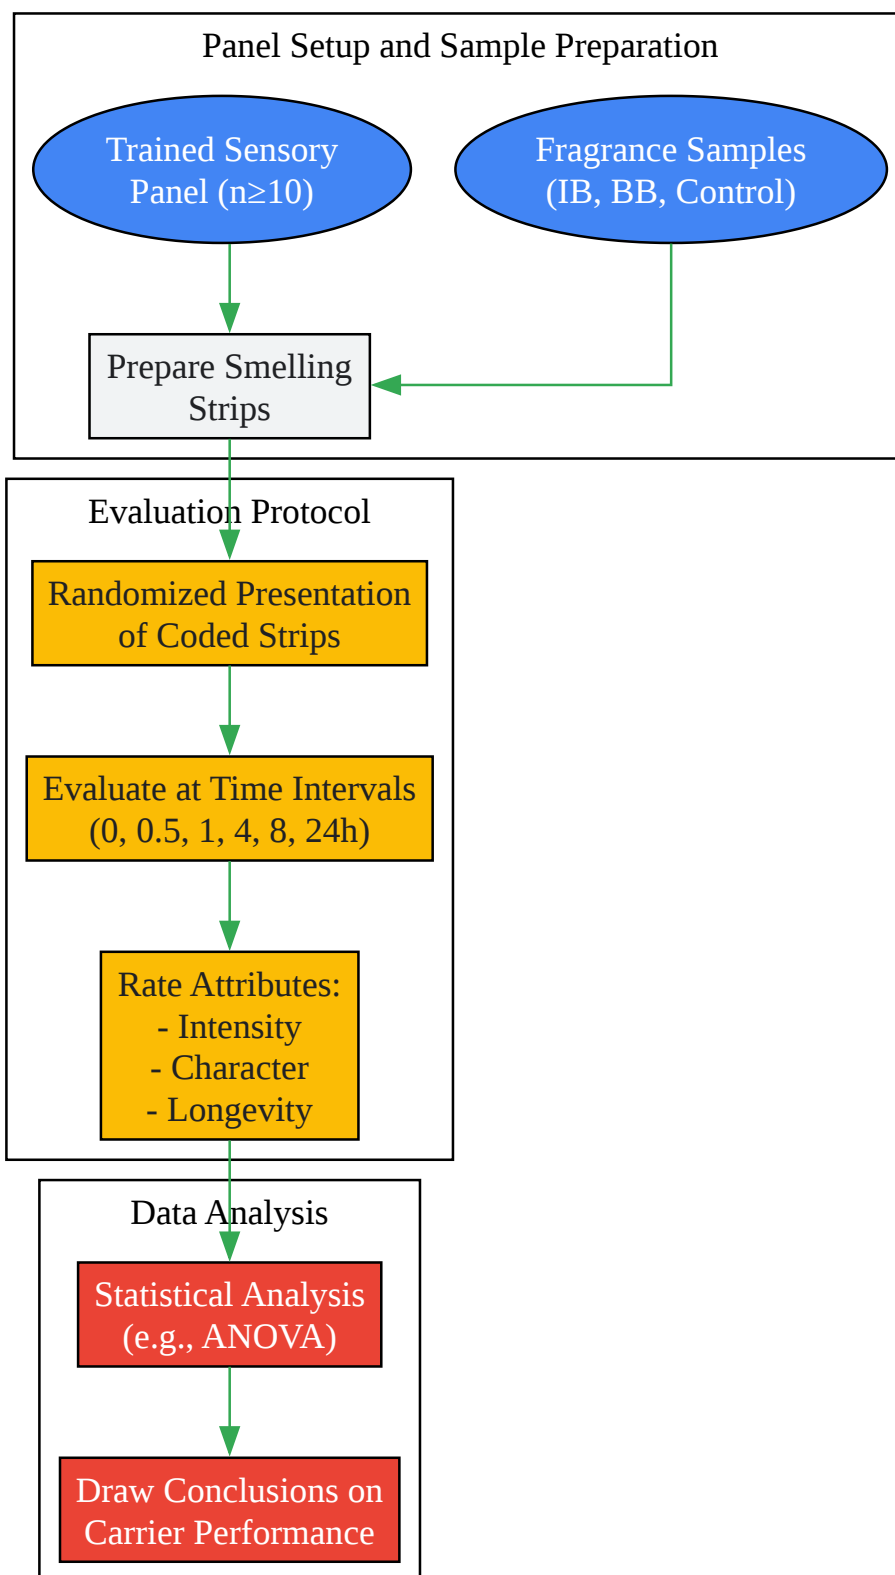 Panel Setup and Sample Preparation
Trained Sensory
Panel (n≥10)
Fragrance Samples
(IB, BB, Control)
Prepare Smelling
Strips
Evaluation Protocol
Randomized Presentation
of Coded Strips
Evaluate at Time Intervals
(0, 0.5, 1, 4, 8, 24h)
Rate Attributes:
- Intensity
- Character
- Longevity
Data Analysis
Statistical Analysis
(e.g., ANOVA)
Draw Conclusions on
Carrier Performance